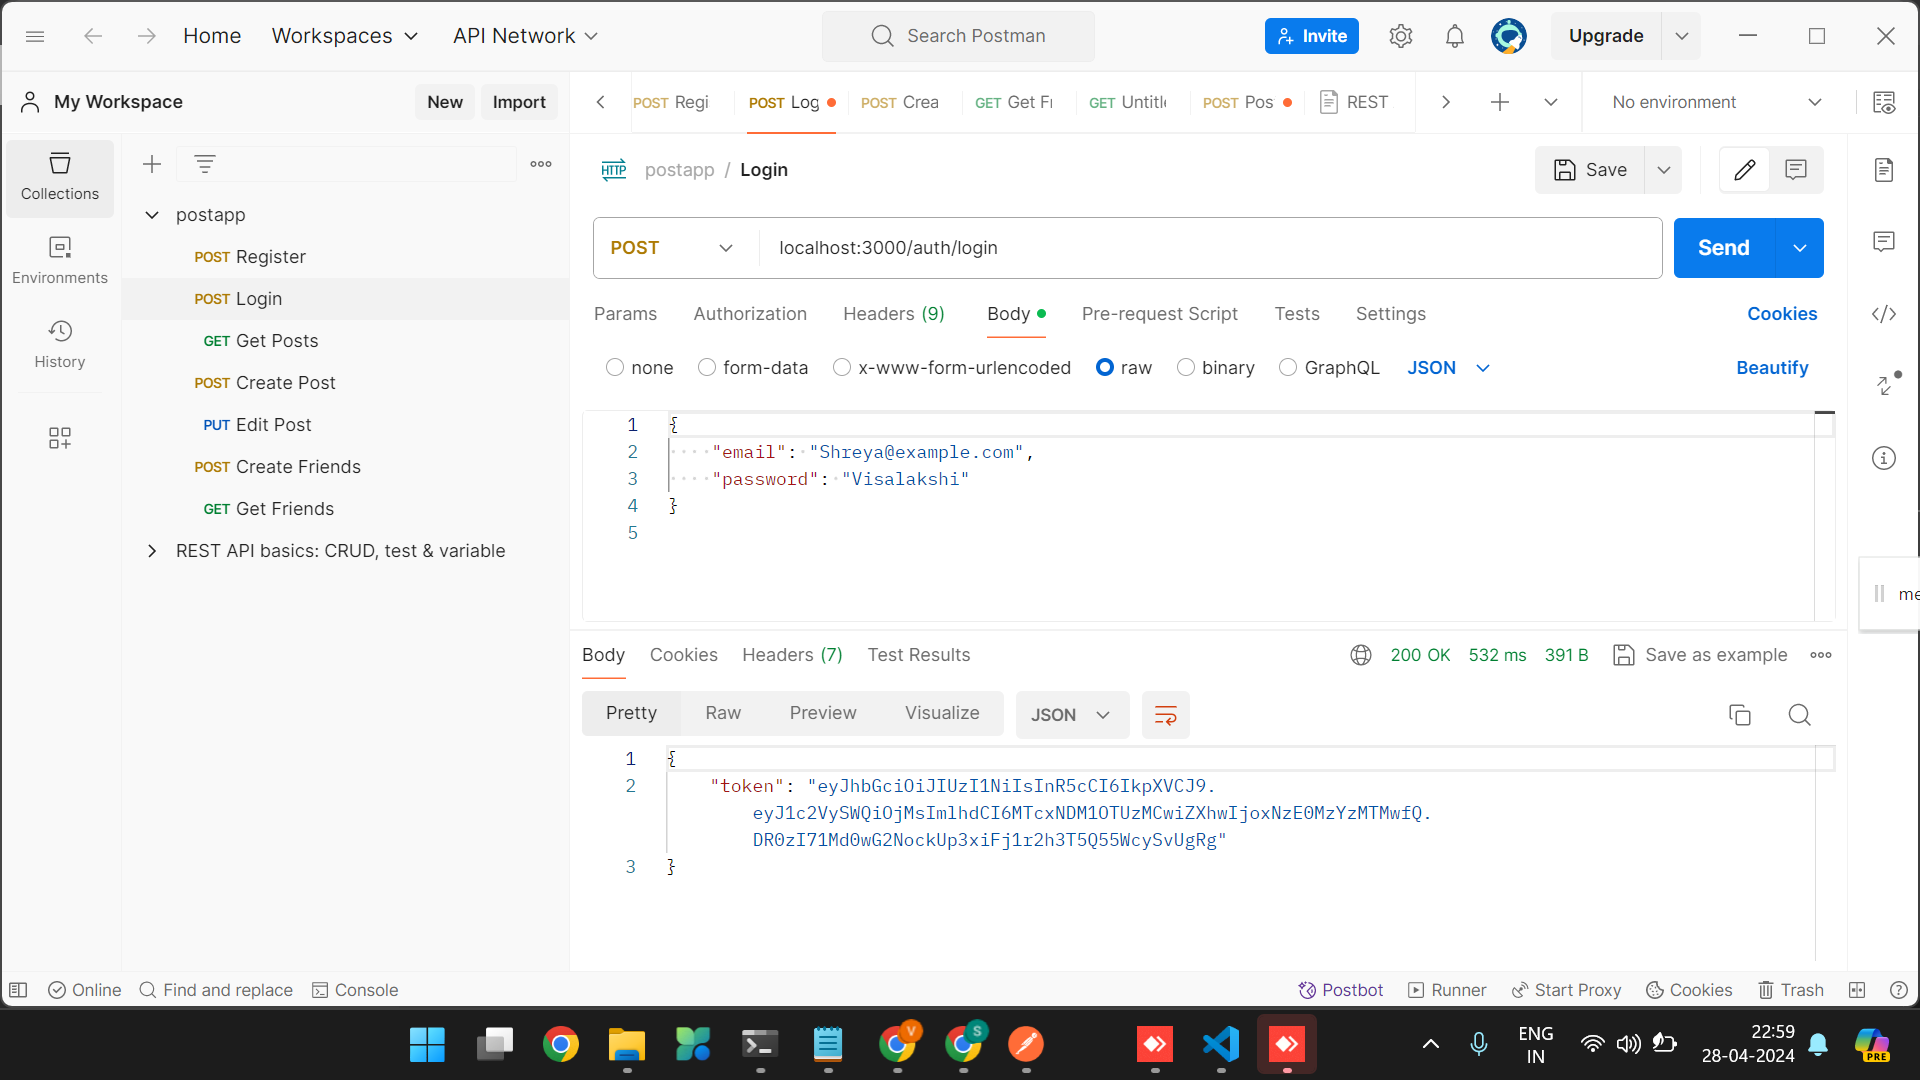 Home
Workspaces
API Network
Search Postman
Invite
Upgrade
My Workspace
New
Import
POST Regi
POST Log
POST Crea
GET Get Fr
GET Untitle
POST Pos
REST
No environment
Collections
Environments
History
postapp
POST Register
POST Login
GET Get Posts
POST Create Post
PUT Edit Post
POST Create Friends
GET Get Friends
REST API basics: CRUD, test & variable
HTTP postapp / Login
Save
POST
localhost:3000/auth/login
Send
Params
Authorization
Headers (9)
Body
Pre-request Script
Tests
Settings
Cookies
none
form-data
x-www-form-urlencoded
raw
binary
GraphQL
JSON
Beautify
1 {
2 "email": "Shreya@example.com",
3 "password": "Visalakshi"
4 }
5
me
Body
Cookies
Headers (7)
Test Results
200 OK
532 ms
391 B
Save as example
Pretty
Raw
Preview
Visualize
JSON
1 {
2 "token": "eyJhbGciOiJIUzI1NiIsInR5cCI6IkpXVCJ9.
eyJ1c2VySWQiOjMsImlhdCI6MTcxNDM1OTUzMCwiZXhwIjoxNzE0MzYzMTMwfQ.
DR0zI71Md0wG2NockUp3xiFj1r2h3T5Q55WcySvUgRg"
3 }
Online
Find and replace
Console
Postbot
Runner
Start Proxy
Cookies
Trash
V
S
ENG
IN
22:59
28-04-2024
PRE